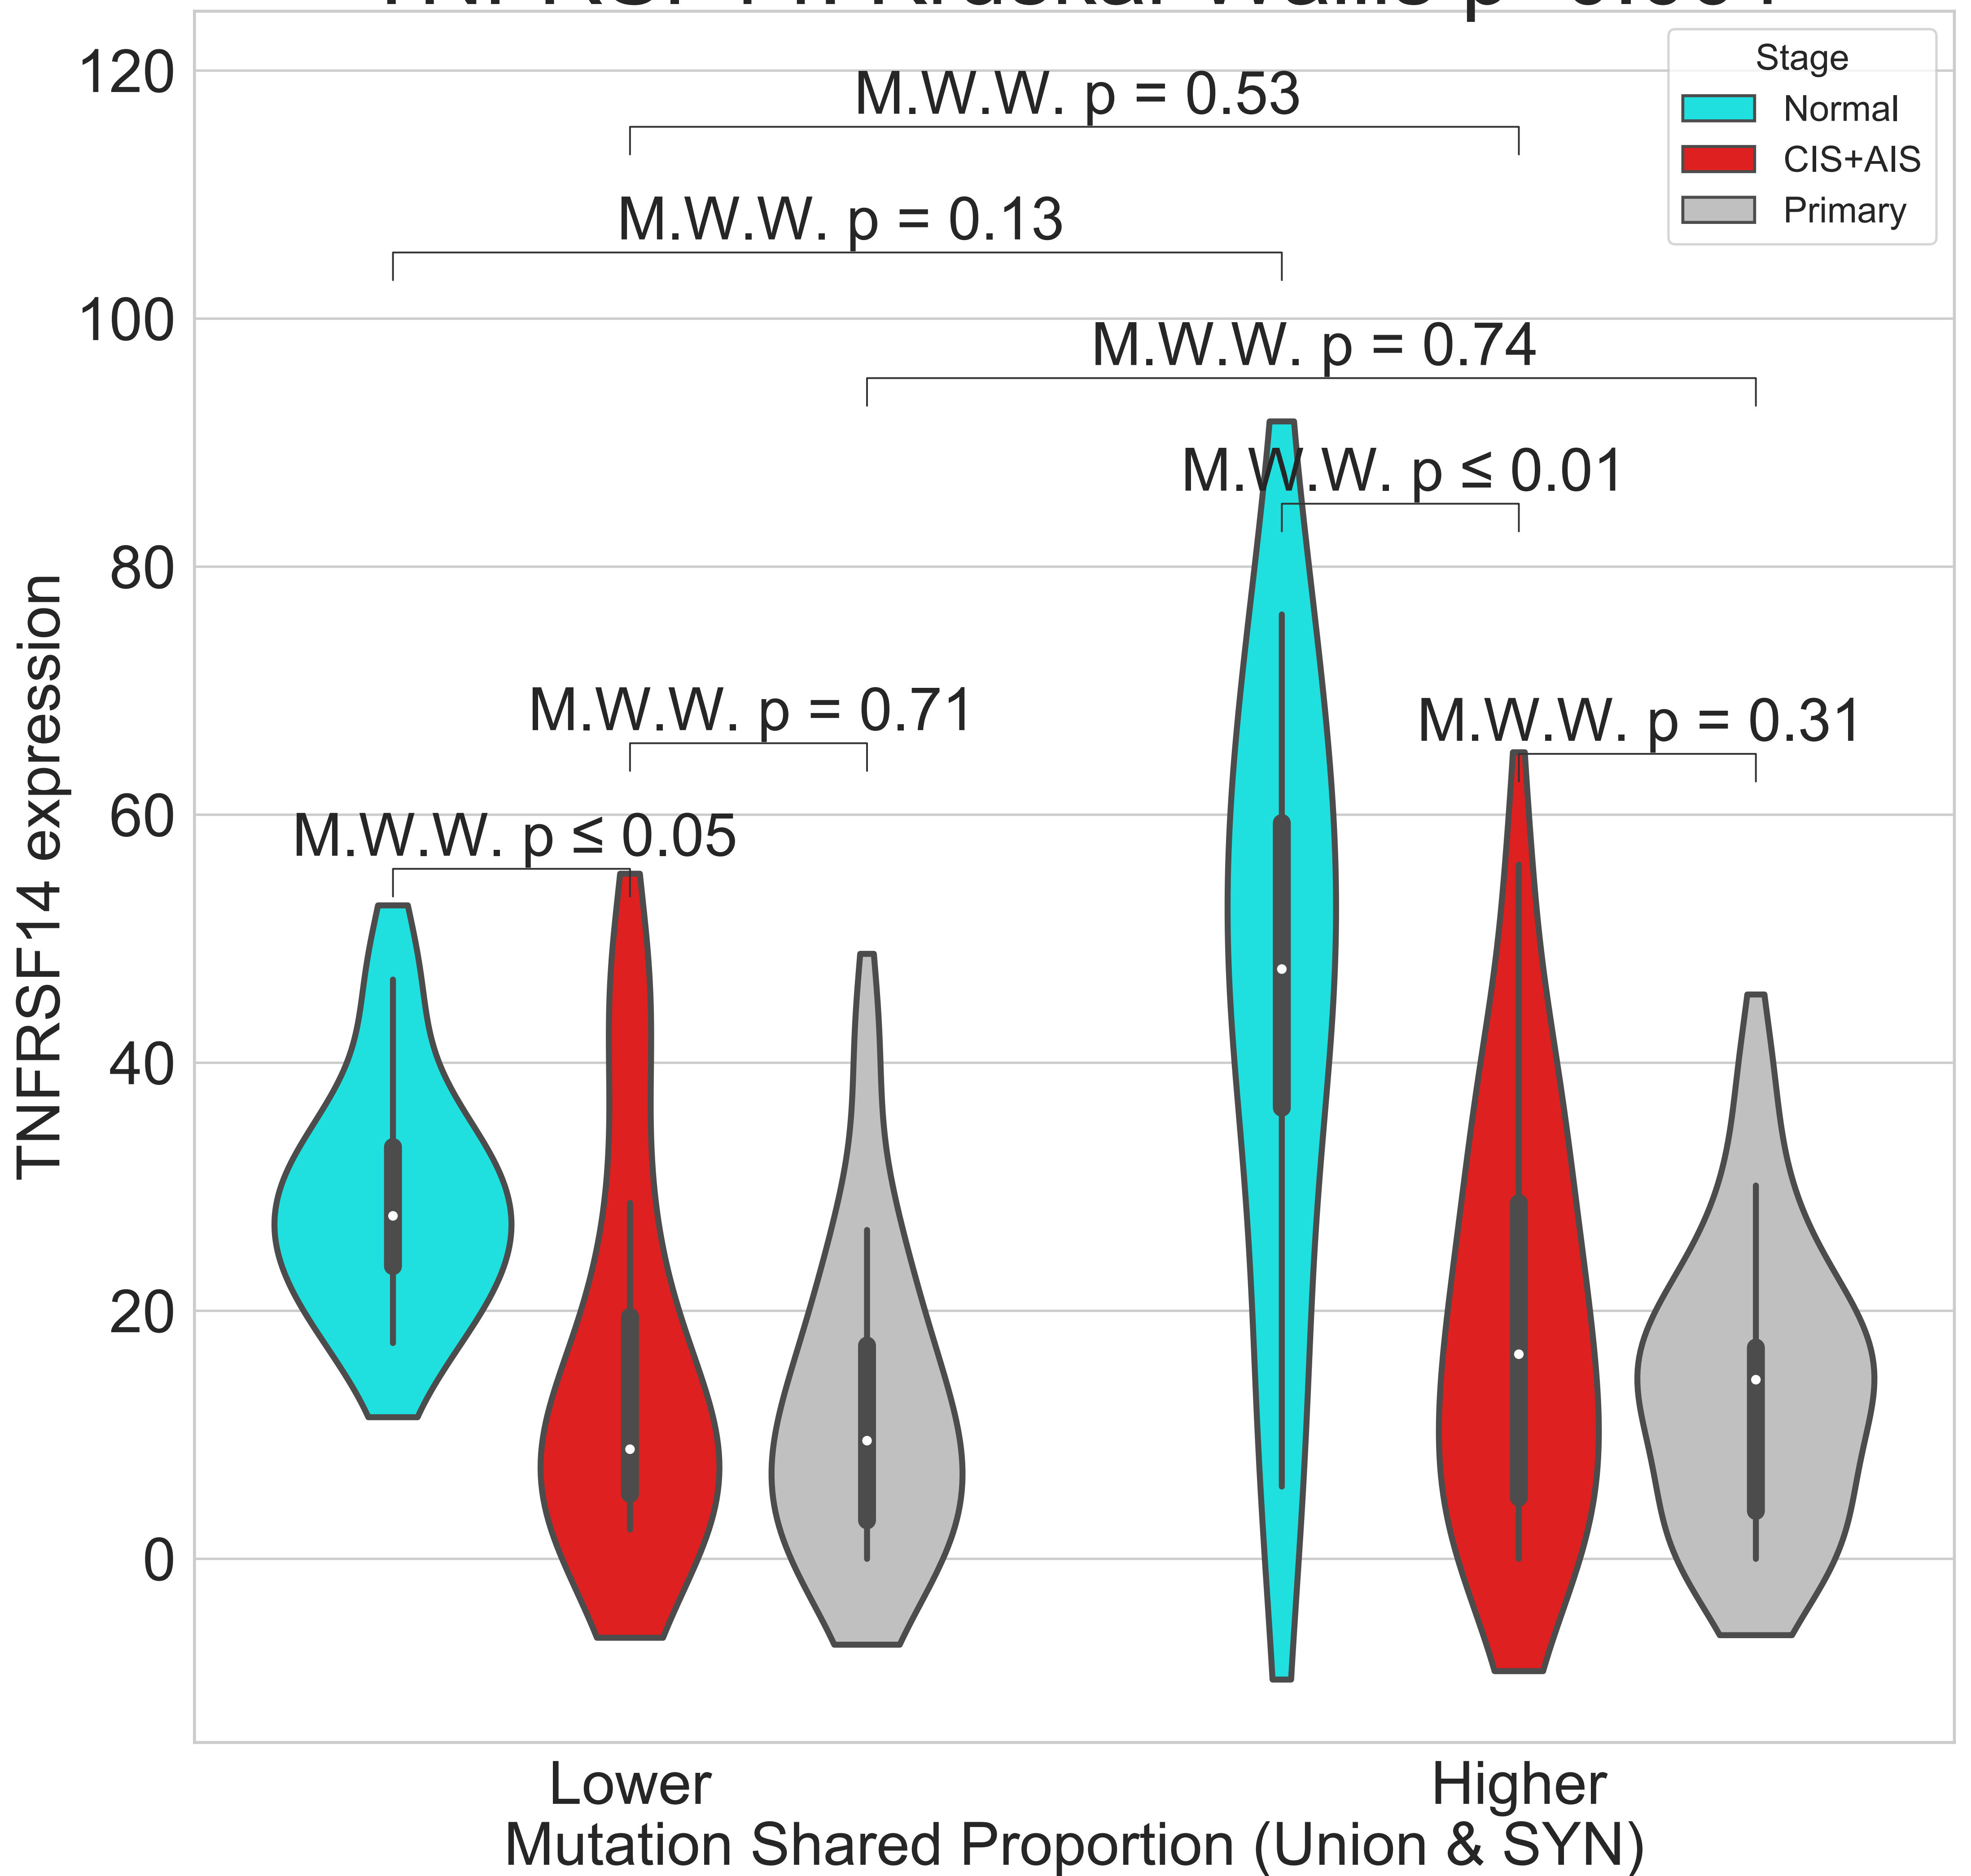 Stage
Normal
CIS+AIS
Primary
M.W.W. p = 0.53
M.W.W. p = 0.13
M.W.W. p = 0.74
M.W.W. p ≤ 0.01
M.W.W. p = 0.71
M.W.W. p = 0.31
M.W.W. p ≤ 0.05
120
100
80
60
40
20
0
TNFRSF14 expression
Lower
Higher
Mutation Shared Proportion (Union & SYN)